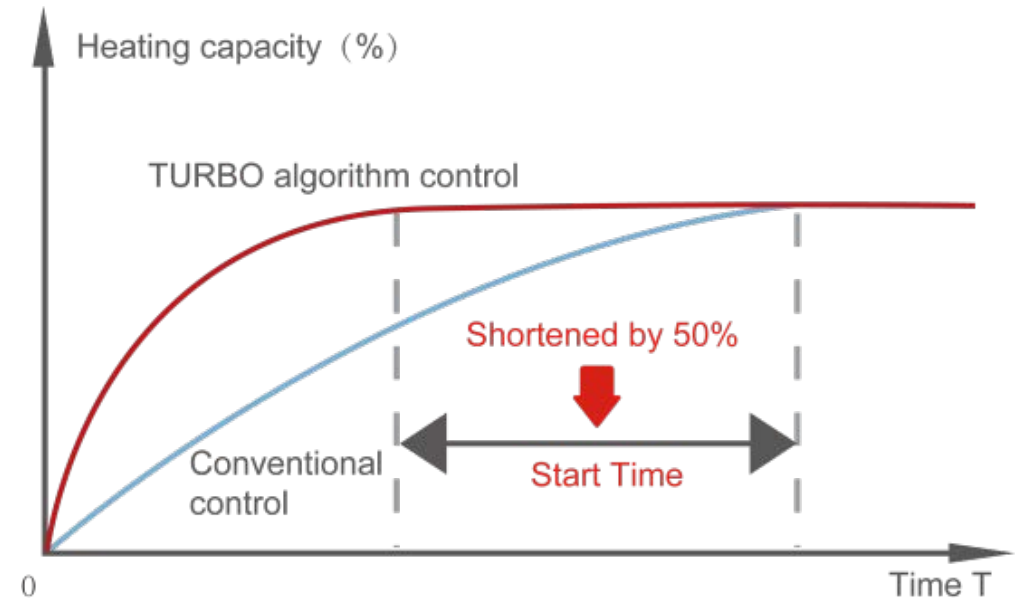 Heating capacity（%）
TURBO algorithm control
Shortened by 50%
Conventional
control
Start Time
0
Time T